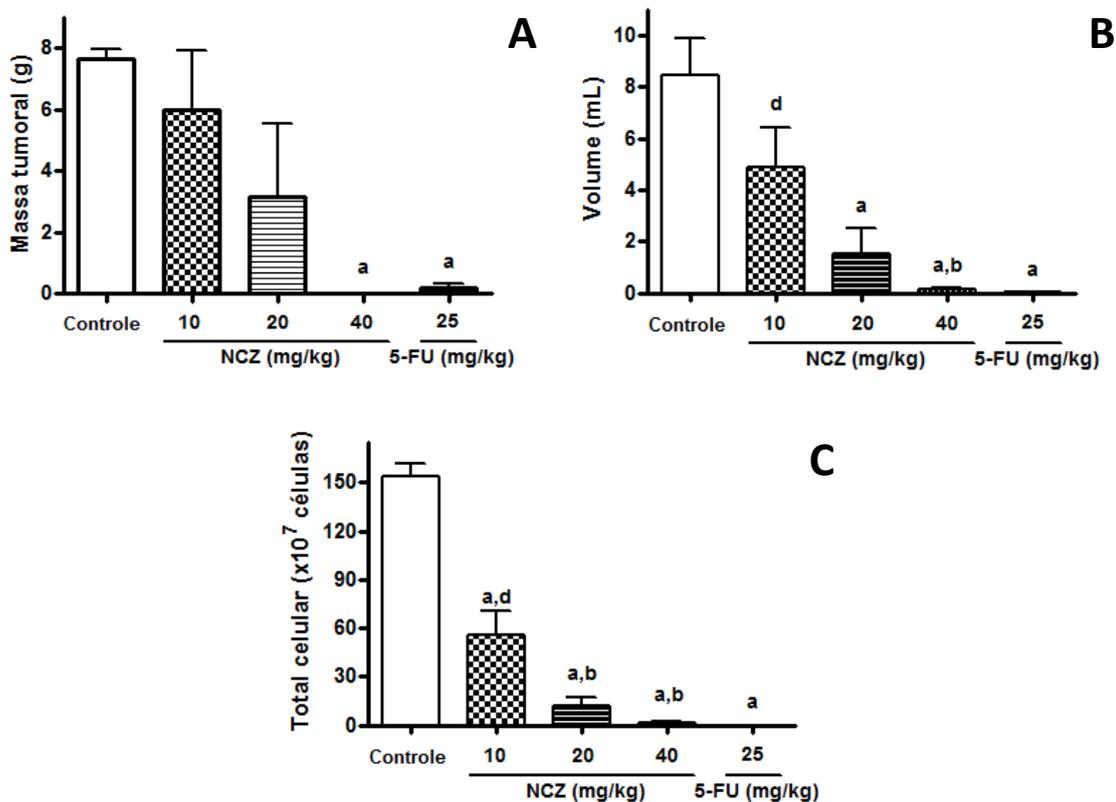 A
Massa tumoral (g)
8
6
4
2
0
a
a
Controle
10
20
40
25
NCZ (mg/kg)
5-FU (mg/kg)
B
Volume (mL)
10
8
6
4
2
0
d
a
a,b
a
Controle
10
20
40
25
NCZ (mg/kg)
5-FU (mg/kg)
C
Total celular (x10⁷ células)
150
120
90
60
30
0
a,d
a,b
a,b
a
Controle
10
20
40
25
NCZ (mg/kg)
5-FU (mg/kg)